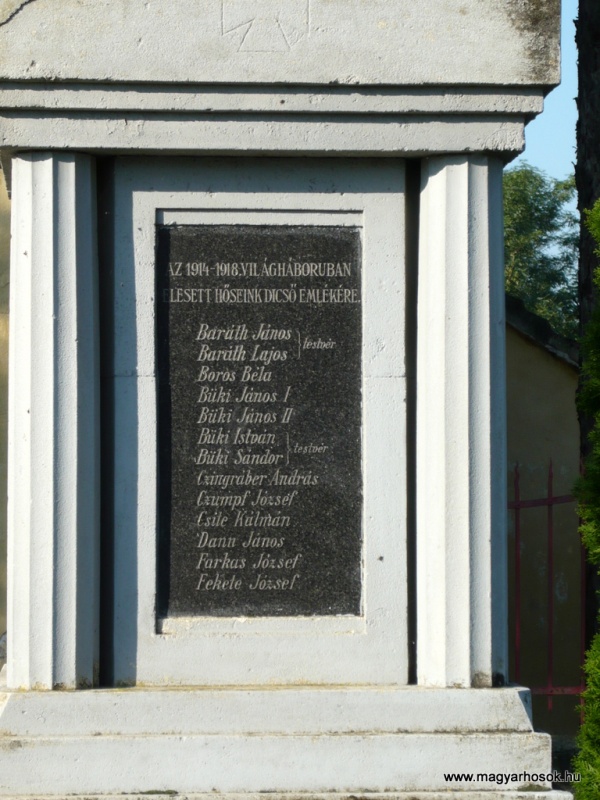 AZ 1914-1918. VILÁGHÁBORUBAN
ELESETT HŐSEINK DICSŐ EMLÉKÉRE.
Baráth János
Baráth Lajos } testvér
Boros Béla
Büki János I
Büki János II
Büki István
Büki Sándor } testvér
Czingraber András
Czumpf József
Csite Kálmán
Dann János
Farkas József
Fekete József
www.magyarhosok.hu